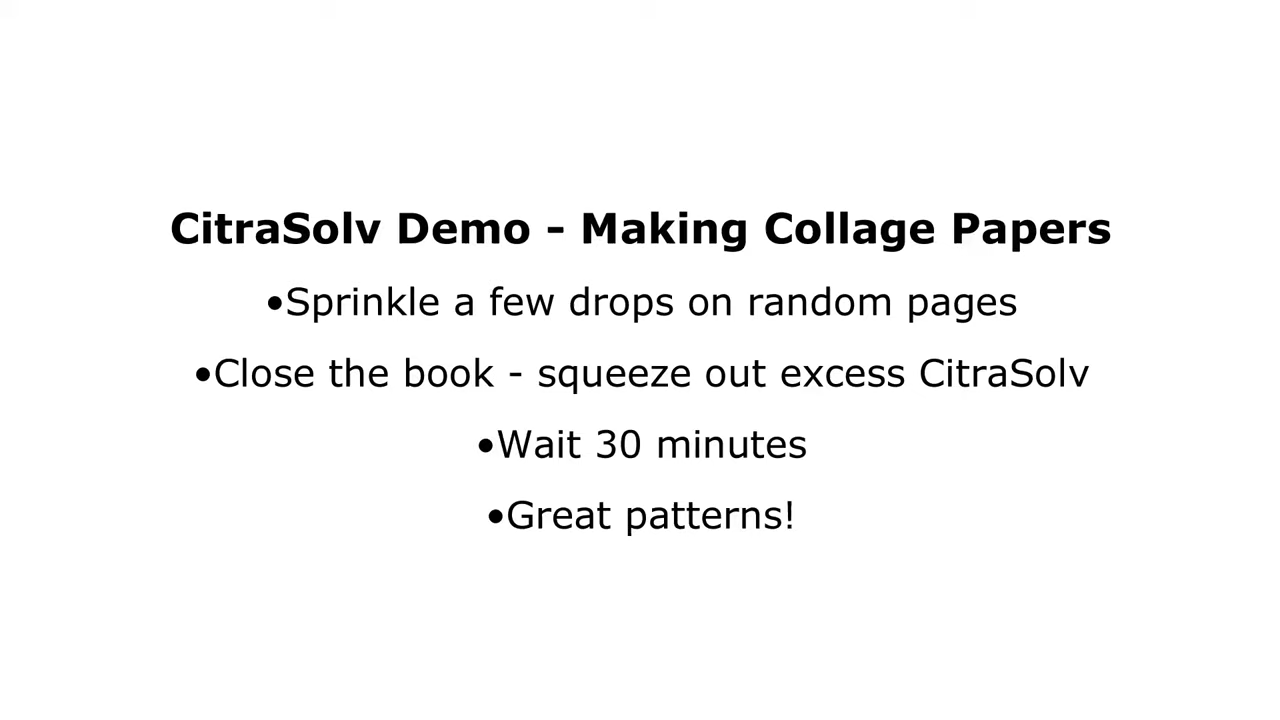 CitraSolv Demo – Making Collage Papers
•Sprinkle a few drops on random pages
•Close the book - squeeze out excess CitraSolv
•Wait 30 minutes
•Great patterns!